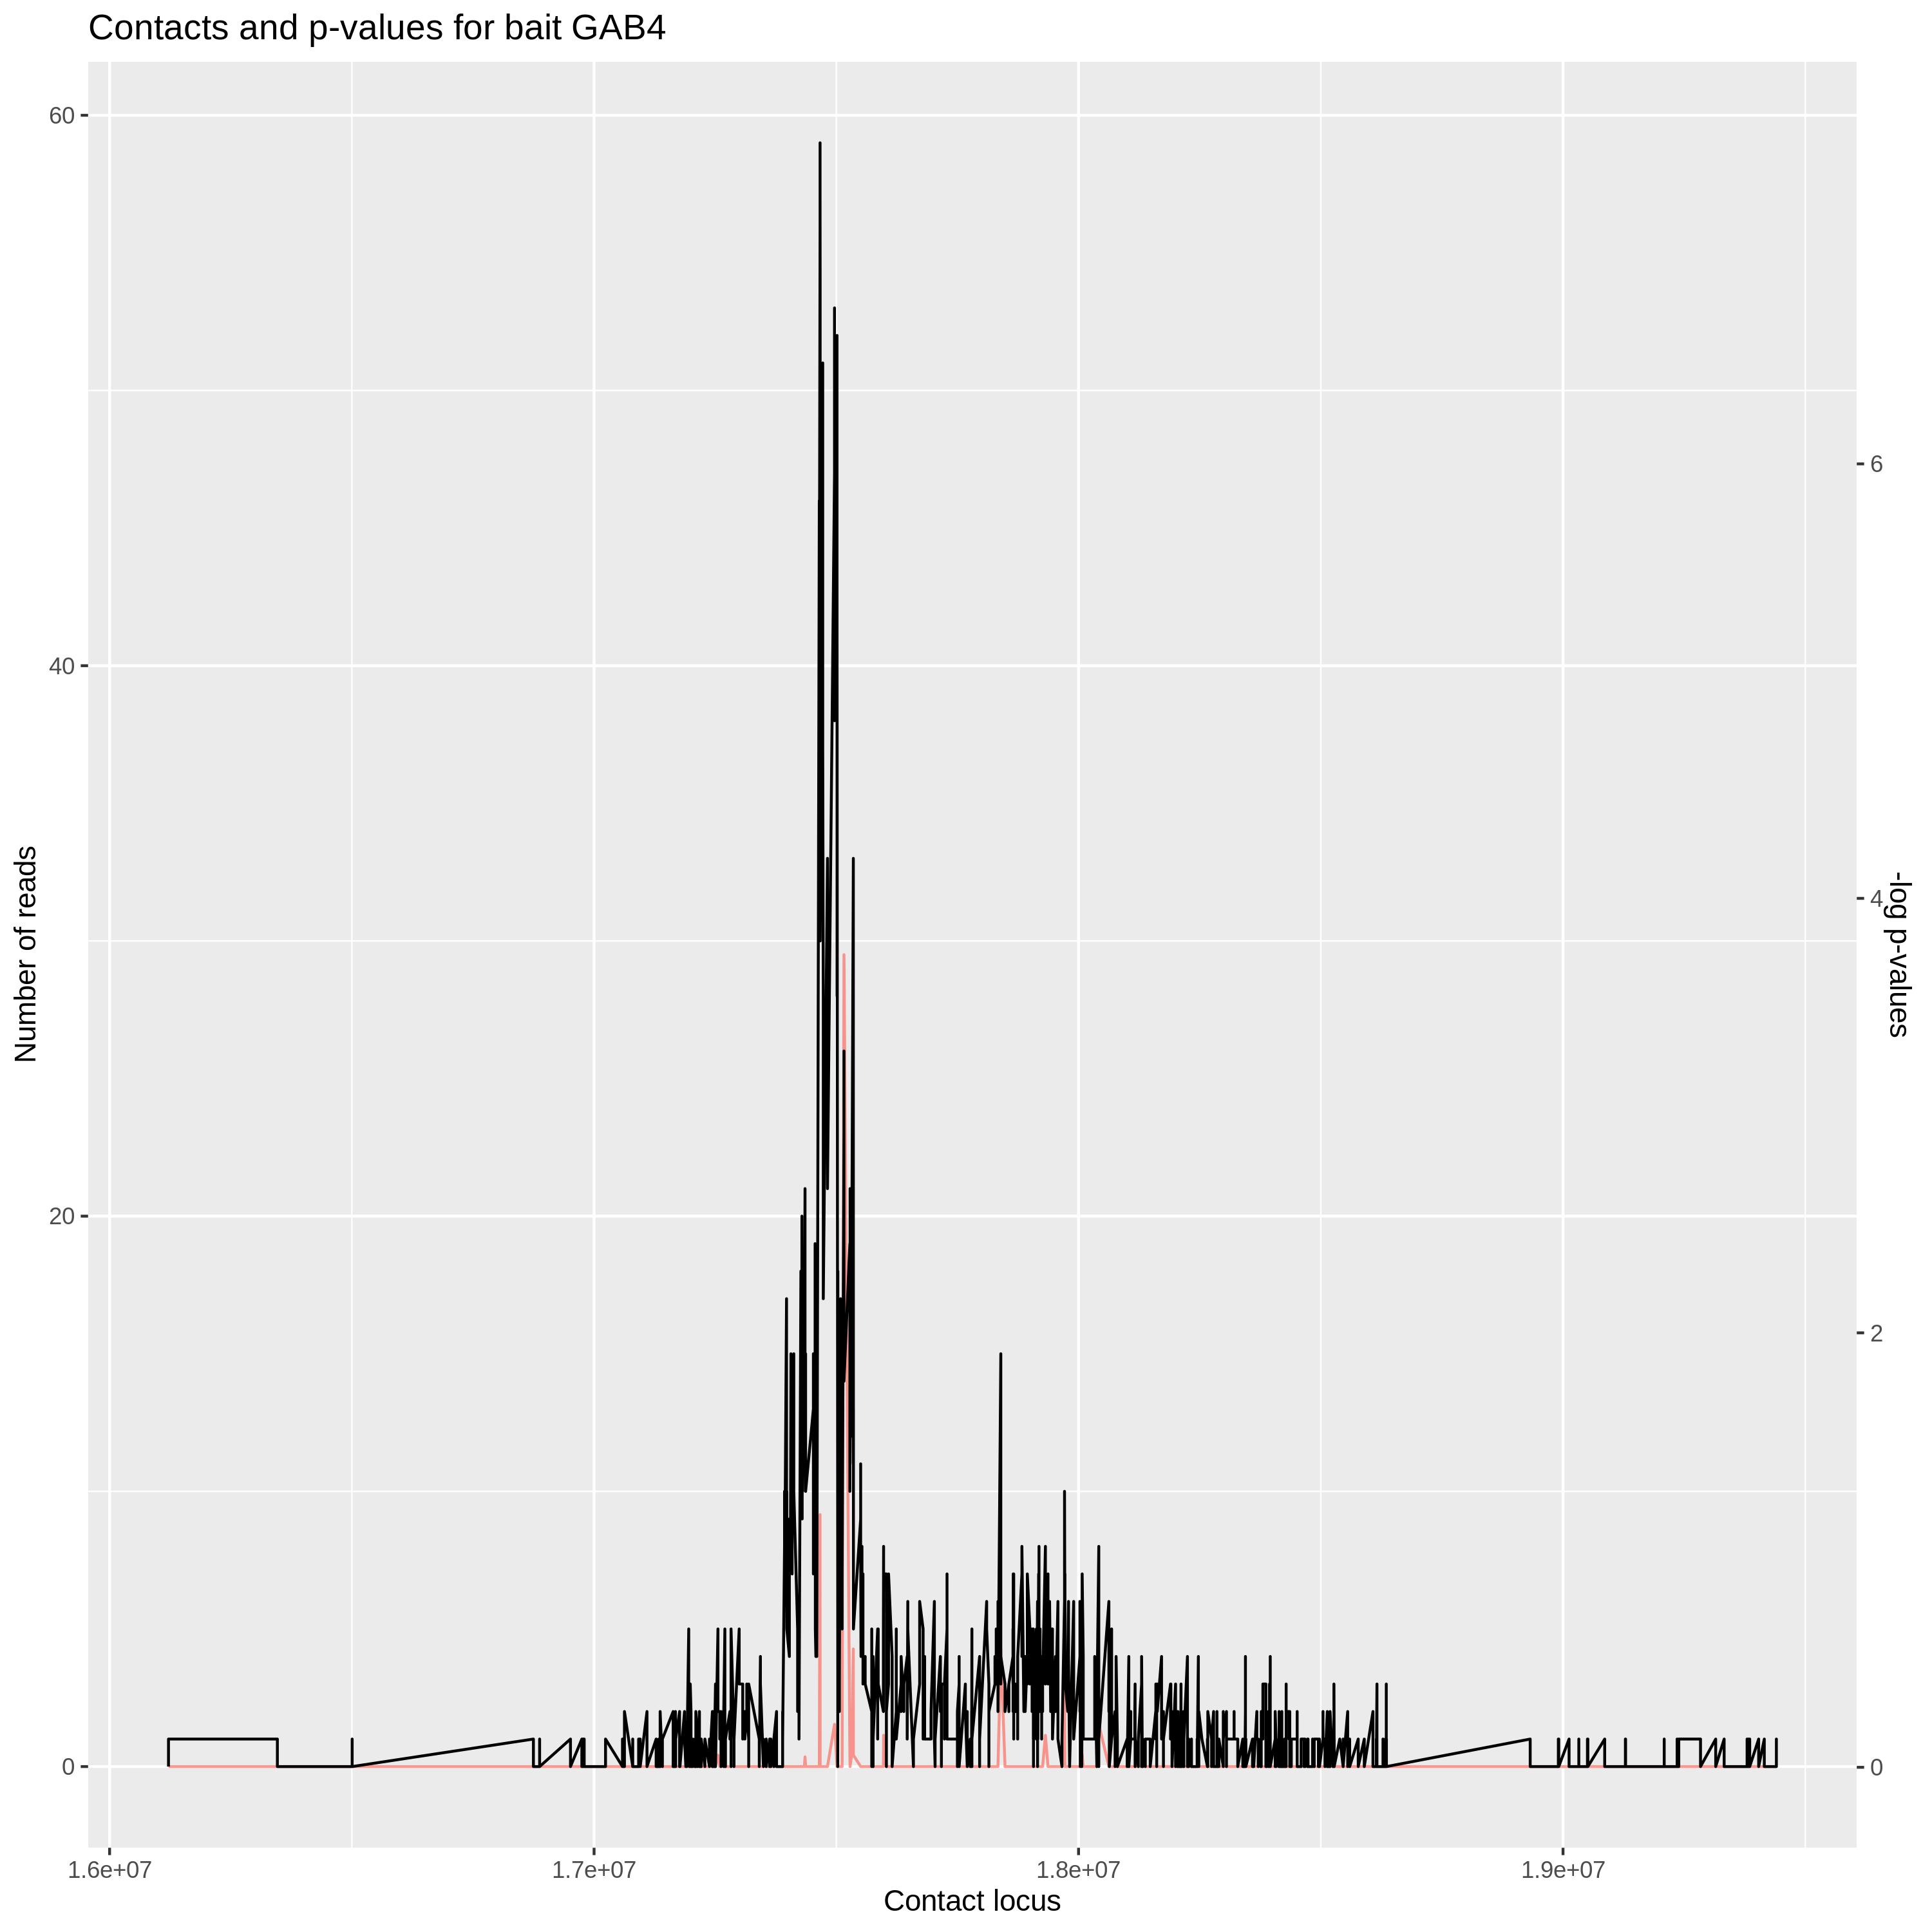 Contacts and p-values for bait GAB4
60
40
20
0
Number of reads
6
4
2
0
-log p-values
1.6e+07 1.7e+07 1.8e+07 1.9e+07
Contact locus